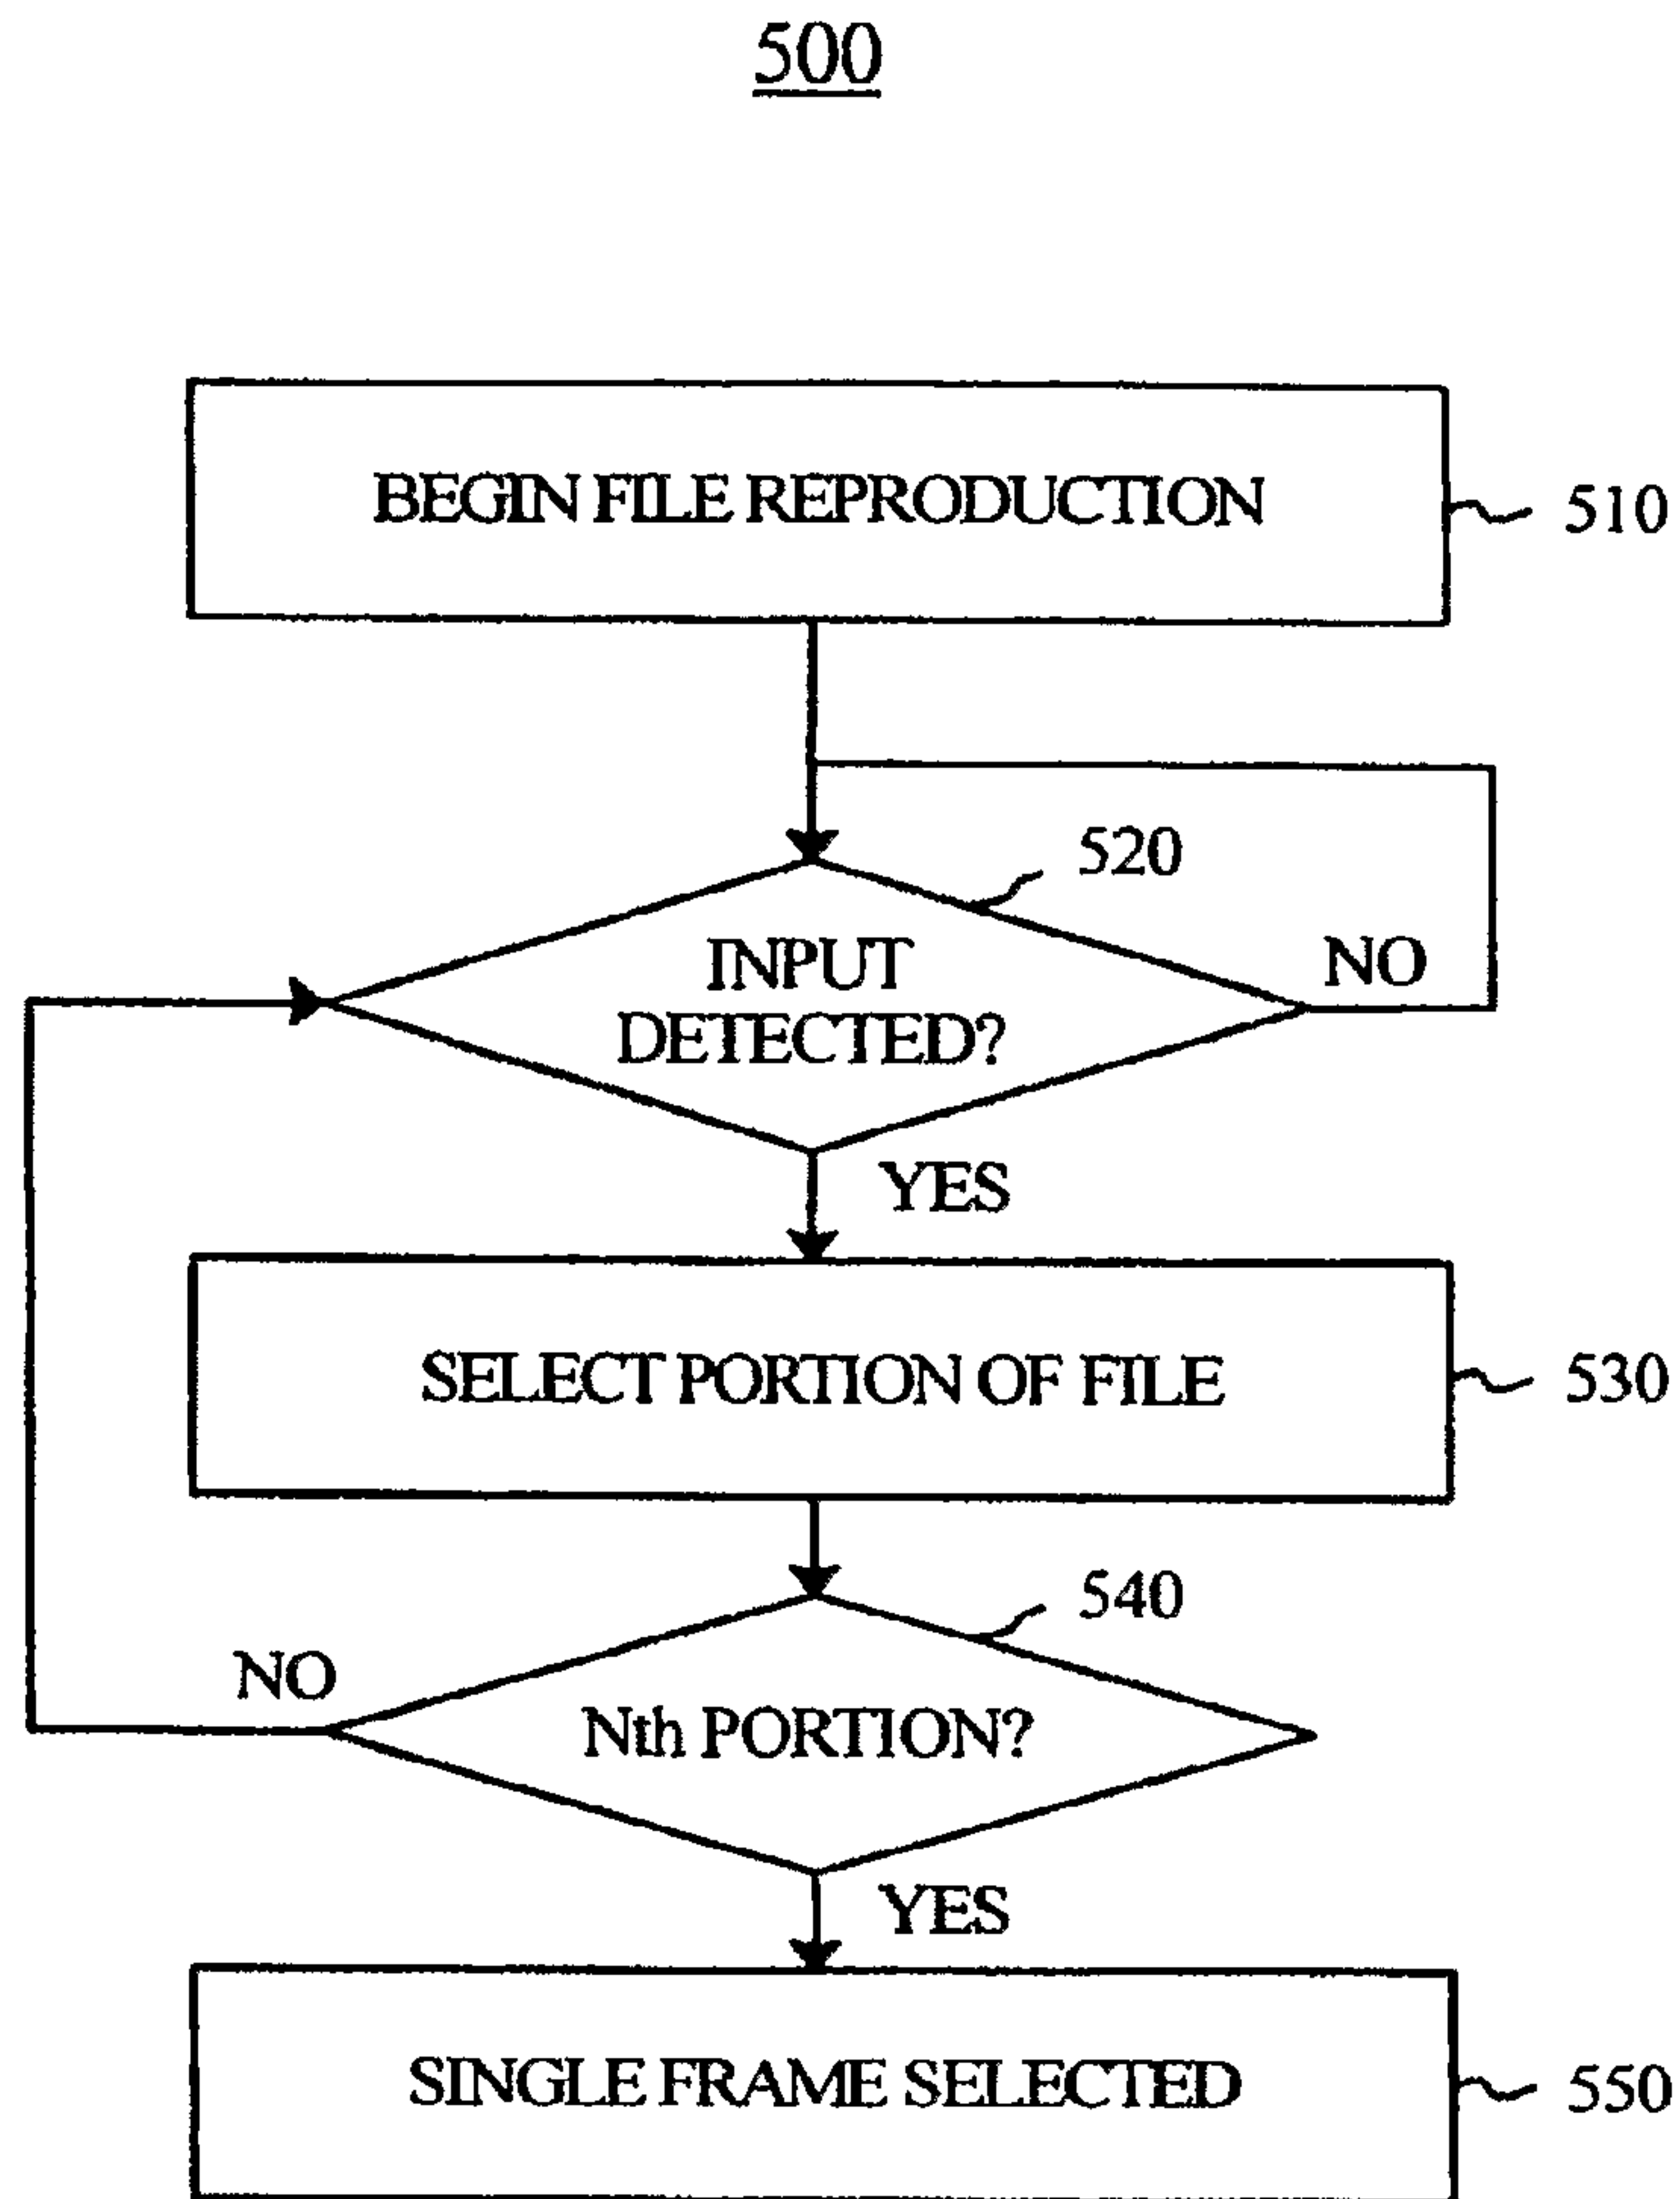 500
BEGIN FILE REPRODUCTION
510
520
INPUT
DETECTED?
NO
YES
SELECT PORTION OF FILE
530
540
NO
Nth PORTION?
YES
SINGLE FRAME SELECTED
550